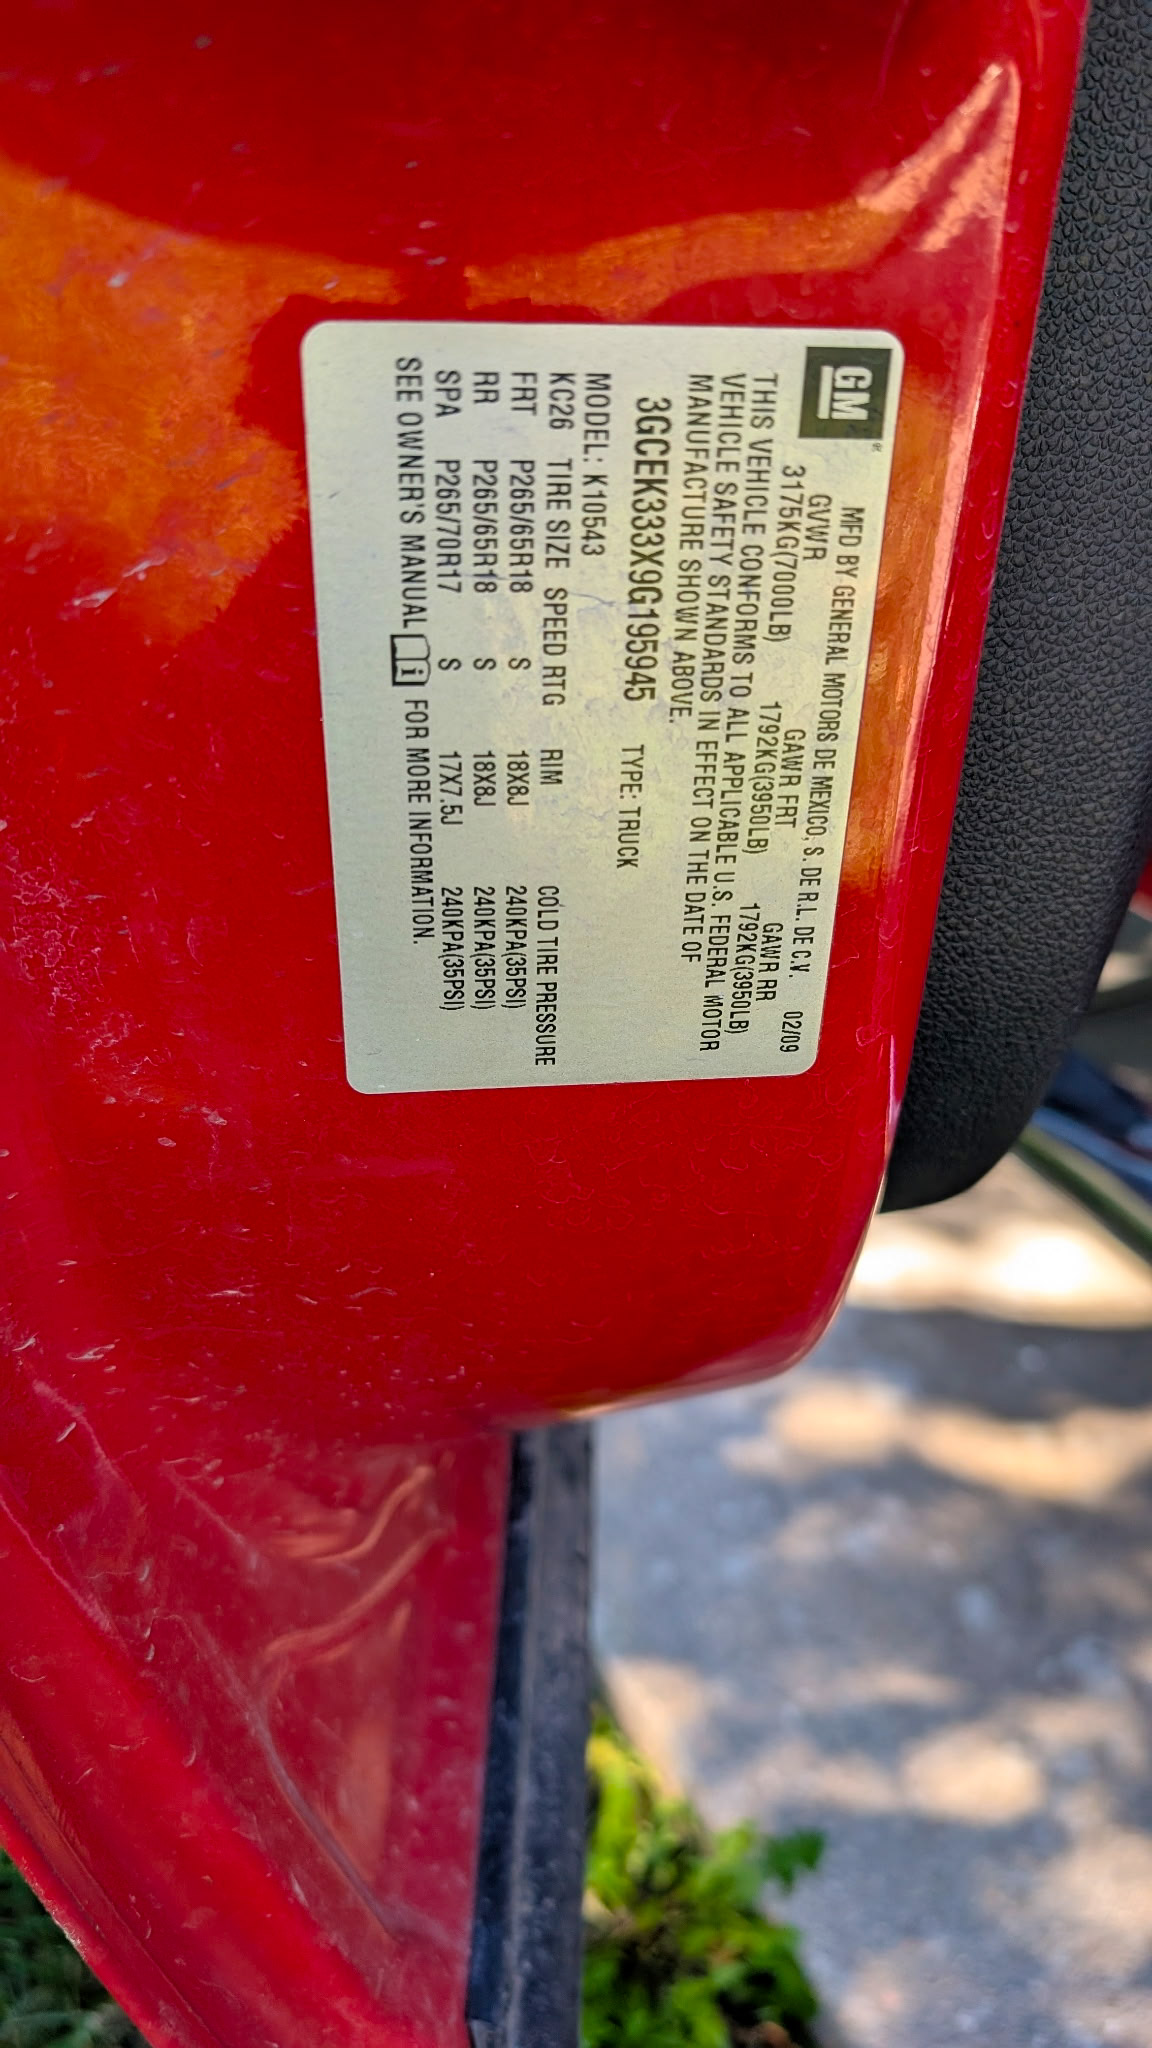 GM®
MFD BY GENERAL MOTORS DE MEXICO, S. DE R.L. DE C.V. 02/09
GVWR GAWR FRT GAWR RR
3175KG(7000LB) 1792KG(3950LB) 1792KG(3950LB)
THIS VEHICLE CONFORMS TO ALL APPLICABLE U.S. FEDERAL MOTOR
VEHICLE SAFETY STANDARDS IN EFFECT ON THE DATE OF
MANUFACTURE SHOWN ABOVE.
3GCEK333X9G195945 TYPE: TRUCK
MODEL: K10543
KC26 TIRE SIZE SPEED RTG RIM COLD TIRE PRESSURE
FRT P265/65R18 S 18X8J 240KPA(35PSI)
RR P265/65R18 S 18X8J 240KPA(35PSI)
SPA P265/70R17 S 17X7.5J 240KPA(35PSI)
SEE OWNER'S MANUAL i FOR MORE INFORMATION.